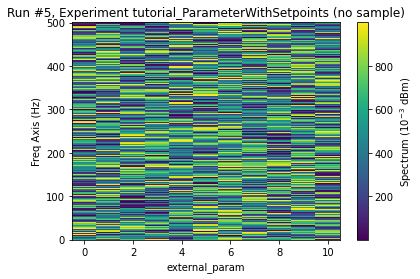 Run #5, Experiment tutorial_ParameterWithSetpoints (no sample)
500
400
300
200
100
0
Freq Axis (Hz)
0 2 4 6 8 10
external_param
800
600
400
200
Spectrum (10⁻³ dBm)